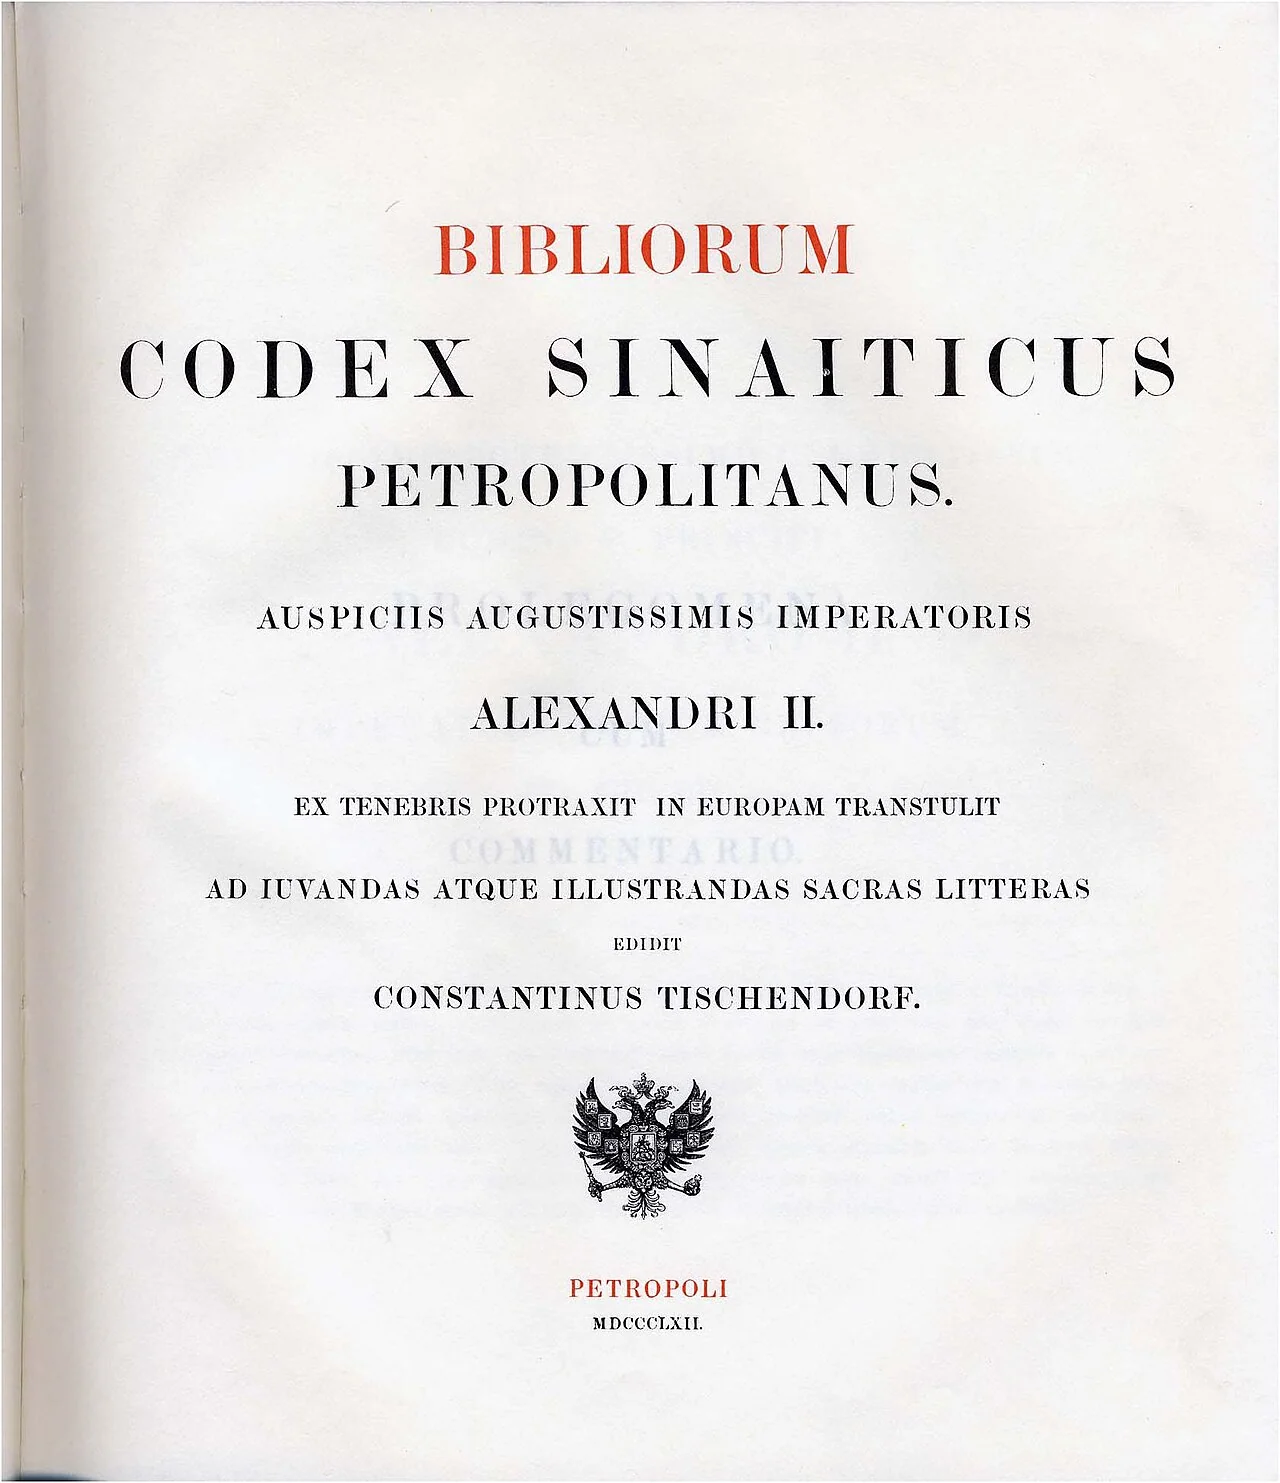 BIBLIORUM
CODEX SINAITICUS
PETROPOLITANUS.
AUSPICIIS AUGUSTISSIMIS IMPERATORIS
ALEXANDRI II.
EX TENEBRIS PROTRAXIT IN EUROPAM TRANSTULIT
AD IUVANDAS ATQUE ILLUSTRANDAS SACRAS LITTERAS
EDIDIT
CONSTANTINUS TISCHENDORF.
PETROPOLI
MDCCCLXII.